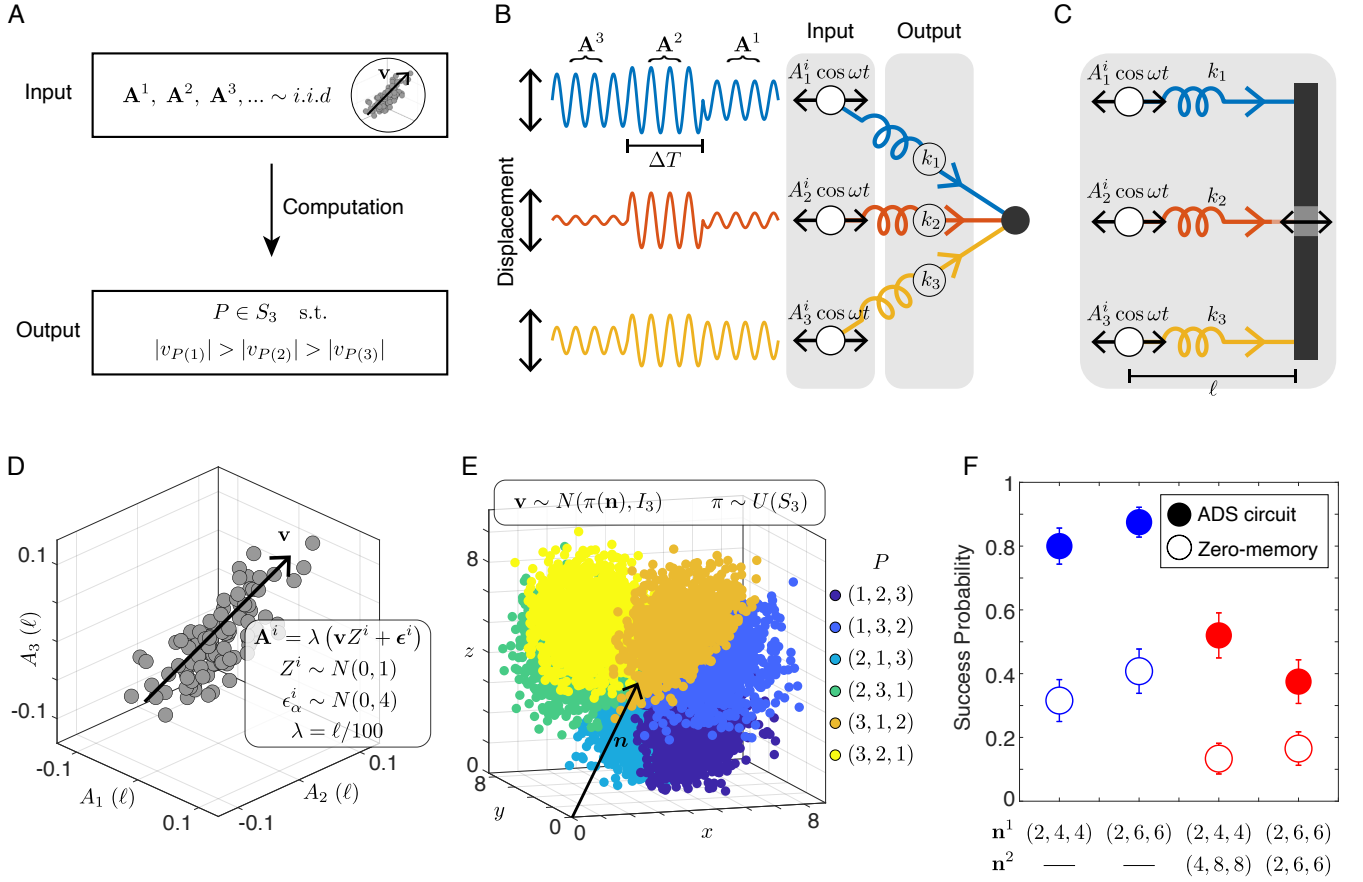 A
Input
𝐀¹, 𝐀², 𝐀³, ... ∼ i.i.d
v
Computation
Output
P ∈ S₃ s.t.
|v_{P(1)}| > |v_{P(2)}| > |v_{P(3)}|
B
𝐀³ 𝐀² 𝐀¹
ΔT
Displacement
Input Output
A₁ⁱ cos ωt
k₁
A₂ⁱ cos ωt
k₂
A₃ⁱ cos ωt
k₃
C
A₁ⁱ cos ωt k₁
A₂ⁱ cos ωt k₂
A₃ⁱ cos ωt k₃
ℓ
D
v
0.1
A₃ (ℓ)
-0.1
𝐀ⁱ = λ (𝐯Zⁱ + ϵⁱ)
Zⁱ ∼ N(0, 1)
ϵ_αⁱ ∼ N(0, 4)
λ = ℓ/100
-0.1
A₁ (ℓ)
0.1
-0.1
A₂ (ℓ)
0.1
E
𝐯 ∼ N(π(𝐧), I₃) π ∼ U(S₃)
8
z
0
8
y
0
0
x
8
n
P
(1, 2, 3)
(1, 3, 2)
(2, 1, 3)
(2, 3, 1)
(3, 1, 2)
(3, 2, 1)
F
Success Probability
1
0.8
0.6
0.4
0.2
0
ADS circuit
Zero-memory
𝐧¹ (2, 4, 4) (2, 6, 6) (2, 4, 4) (2, 6, 6)
𝐧² — — (4, 8, 8) (2, 6, 6)